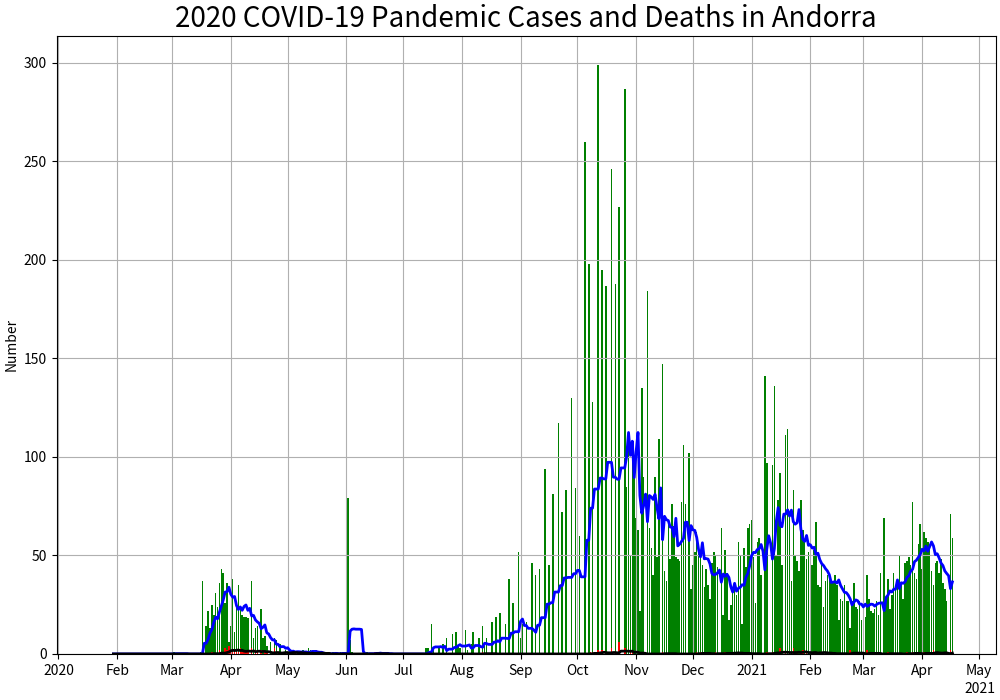 2020 COVID-19 Pandemic Cases and Deaths in Andorra
300
250
200
150
100
50
0
Number
2020 Feb Mar Apr May Jun Jul Aug Sep Oct Nov Dec 2021 Feb Mar Apr May
2021